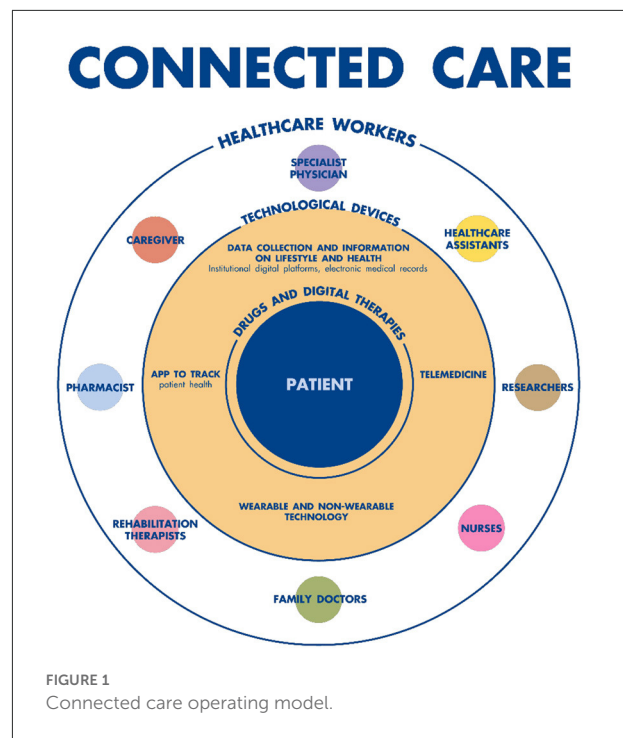 CONNECTED CARE
HEALTHCARE WORKERS
SPECIALIST
PHYSICIAN
TECHNOLOGICAL DEVICES
CAREGIVER
HEALTHCARE
ASSISTANTS
DATA COLLECTION AND INFORMATION
ON LIFESTYLE AND HEALTH
Institutional digital platforms, electronic medical records
DRUGS AND DIGITAL THERAPIES
PHARMACIST
APP TO TRACK
patient health
PATIENT
TELEMEDICINE
RESEARCHERS
WEARABLE AND NON-WEARABLE
TECHNOLOGY
REHABILITATION
THERAPISTS
NURSES
FAMILY DOCTORS
FIGURE 1
Connected care operating model.